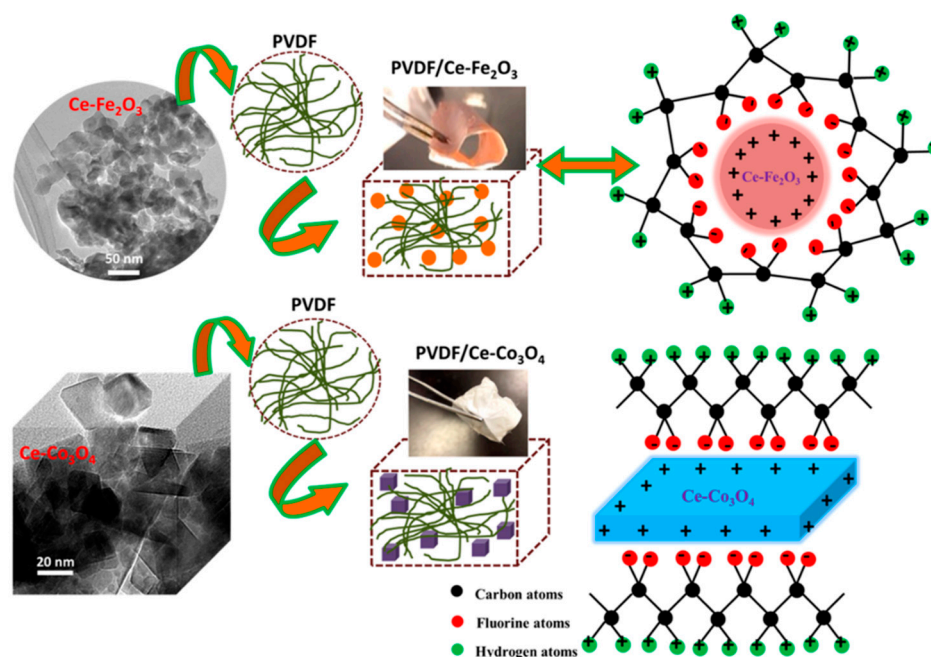 PVDF
PVDF/Ce-Fe₂O₃
Ce-Fe₂O₃
50 nm
Ce-Fe₂O₃
PVDF
PVDF/Ce-Co₃O₄
Ce-Co₃O₄
20 nm
Ce-Co₃O₄
Carbon atoms
Fluorine atoms
Hydrogen atoms